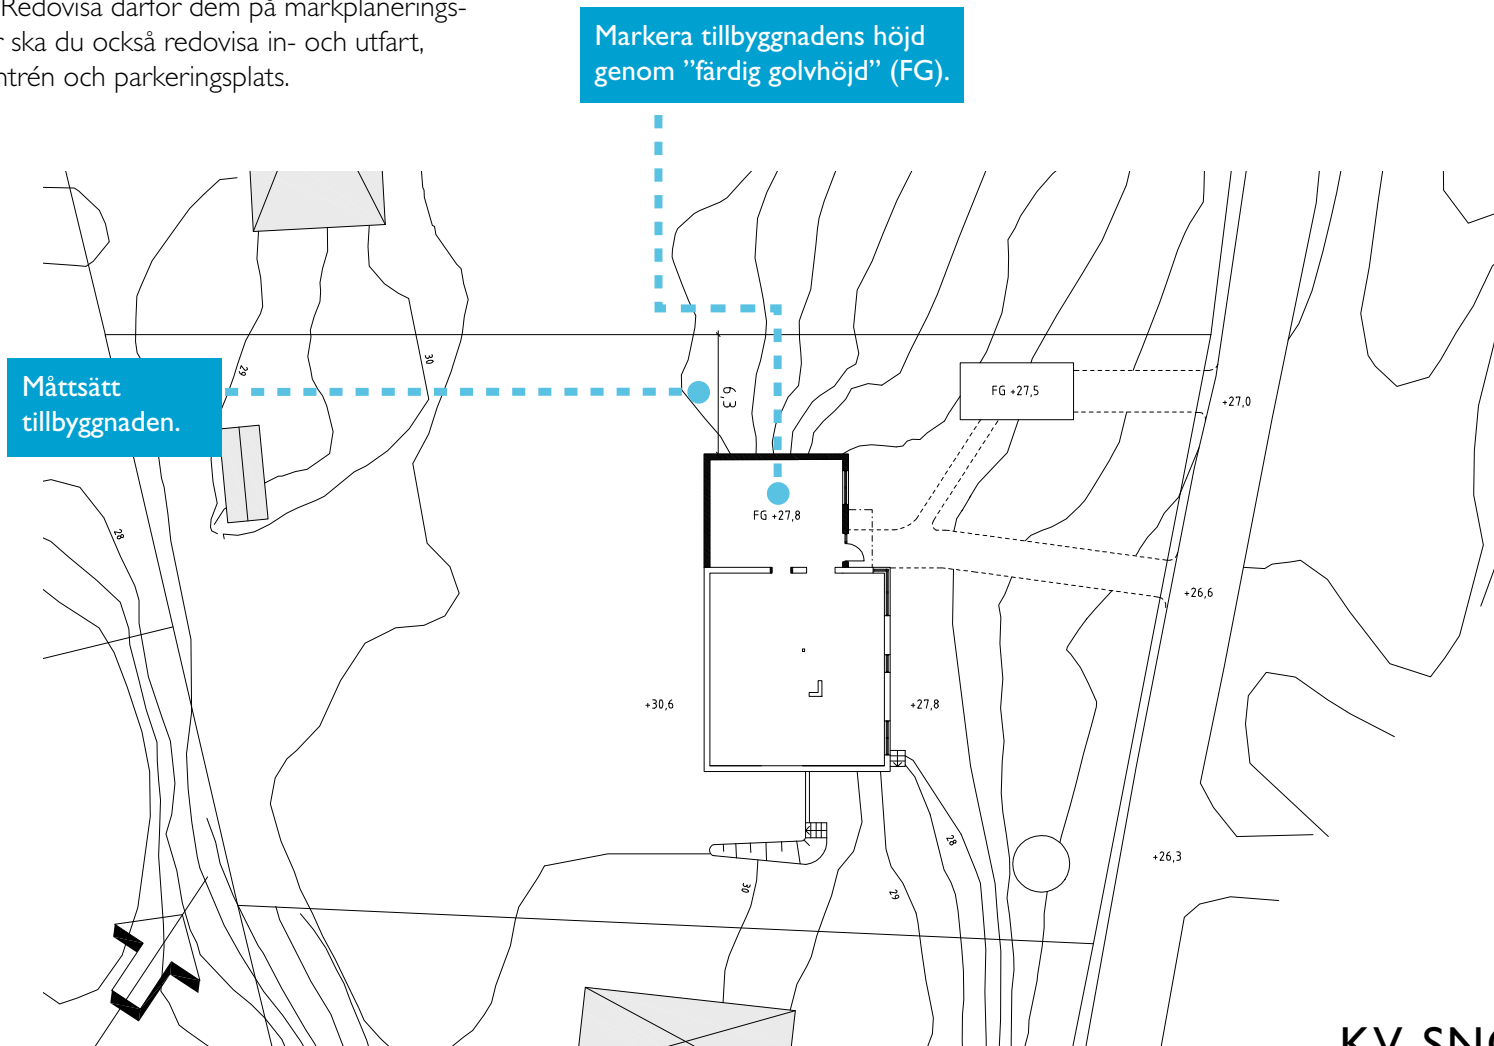 Redovisa därför dem på markplanerings-
ska du också redovisa in- och utfart,
och parkeringsplats.
Markera tillbyggnadens höjd
genom ”färdig golvhöjd” (FG).
Måttsätt
tillbyggnaden.
29
30
6,3
FG +27,5
+27,0
28
FG +27,8
+26,6
+30,6
+27,8
28
+26,3
30
29
KV